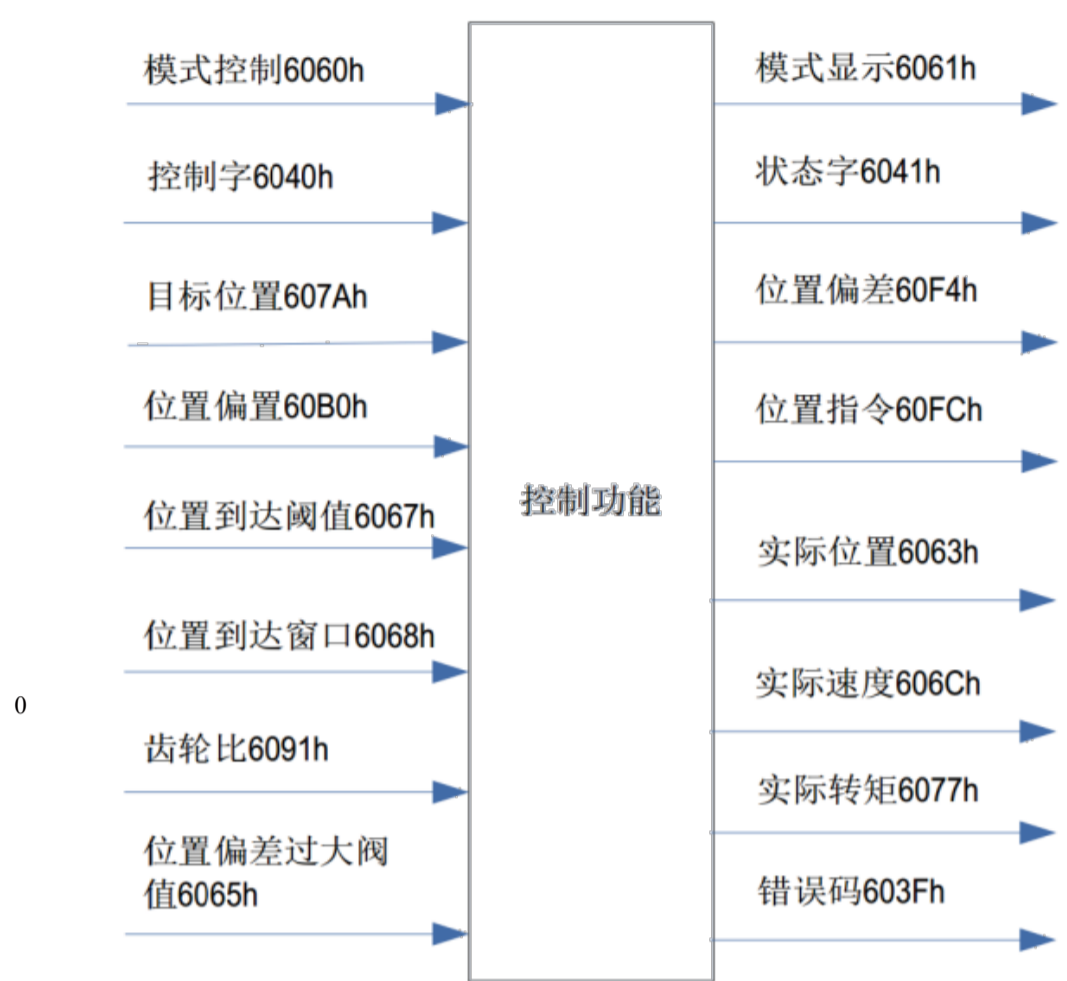 模式控制6060h
控制字6040h
目标位置607Ah
位置偏置60B0h
位置到达阈值6067h
位置到达窗口6068h
0
齿轮比6091h
位置偏差过大阀
值6065h
控制功能
模式显示6061h
状态字6041h
位置偏差60F4h
位置指令60FCh
实际位置6063h
实际速度606Ch
实际转矩6077h
错误码603Fh